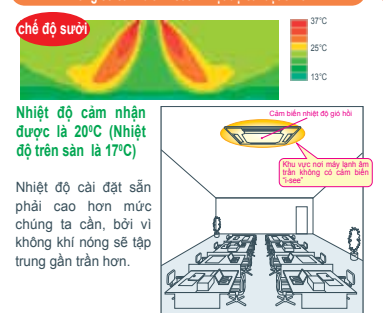 chế độ sưởi
37°C
25°C
13°C
Nhiệt độ cảm nhận
được là 20⁰C (Nhiệt
độ trên sàn là 17⁰C)
Nhiệt độ cài đặt sẵn
phải cao hơn mức
chúng ta cần, bởi vì
không khí nóng sẽ tập
trung gần trần hơn.
Cảm biến nhiệt độ gió hồi
Khu vực nơi máy lạnh âm
trần không có cảm biến
"i-see"